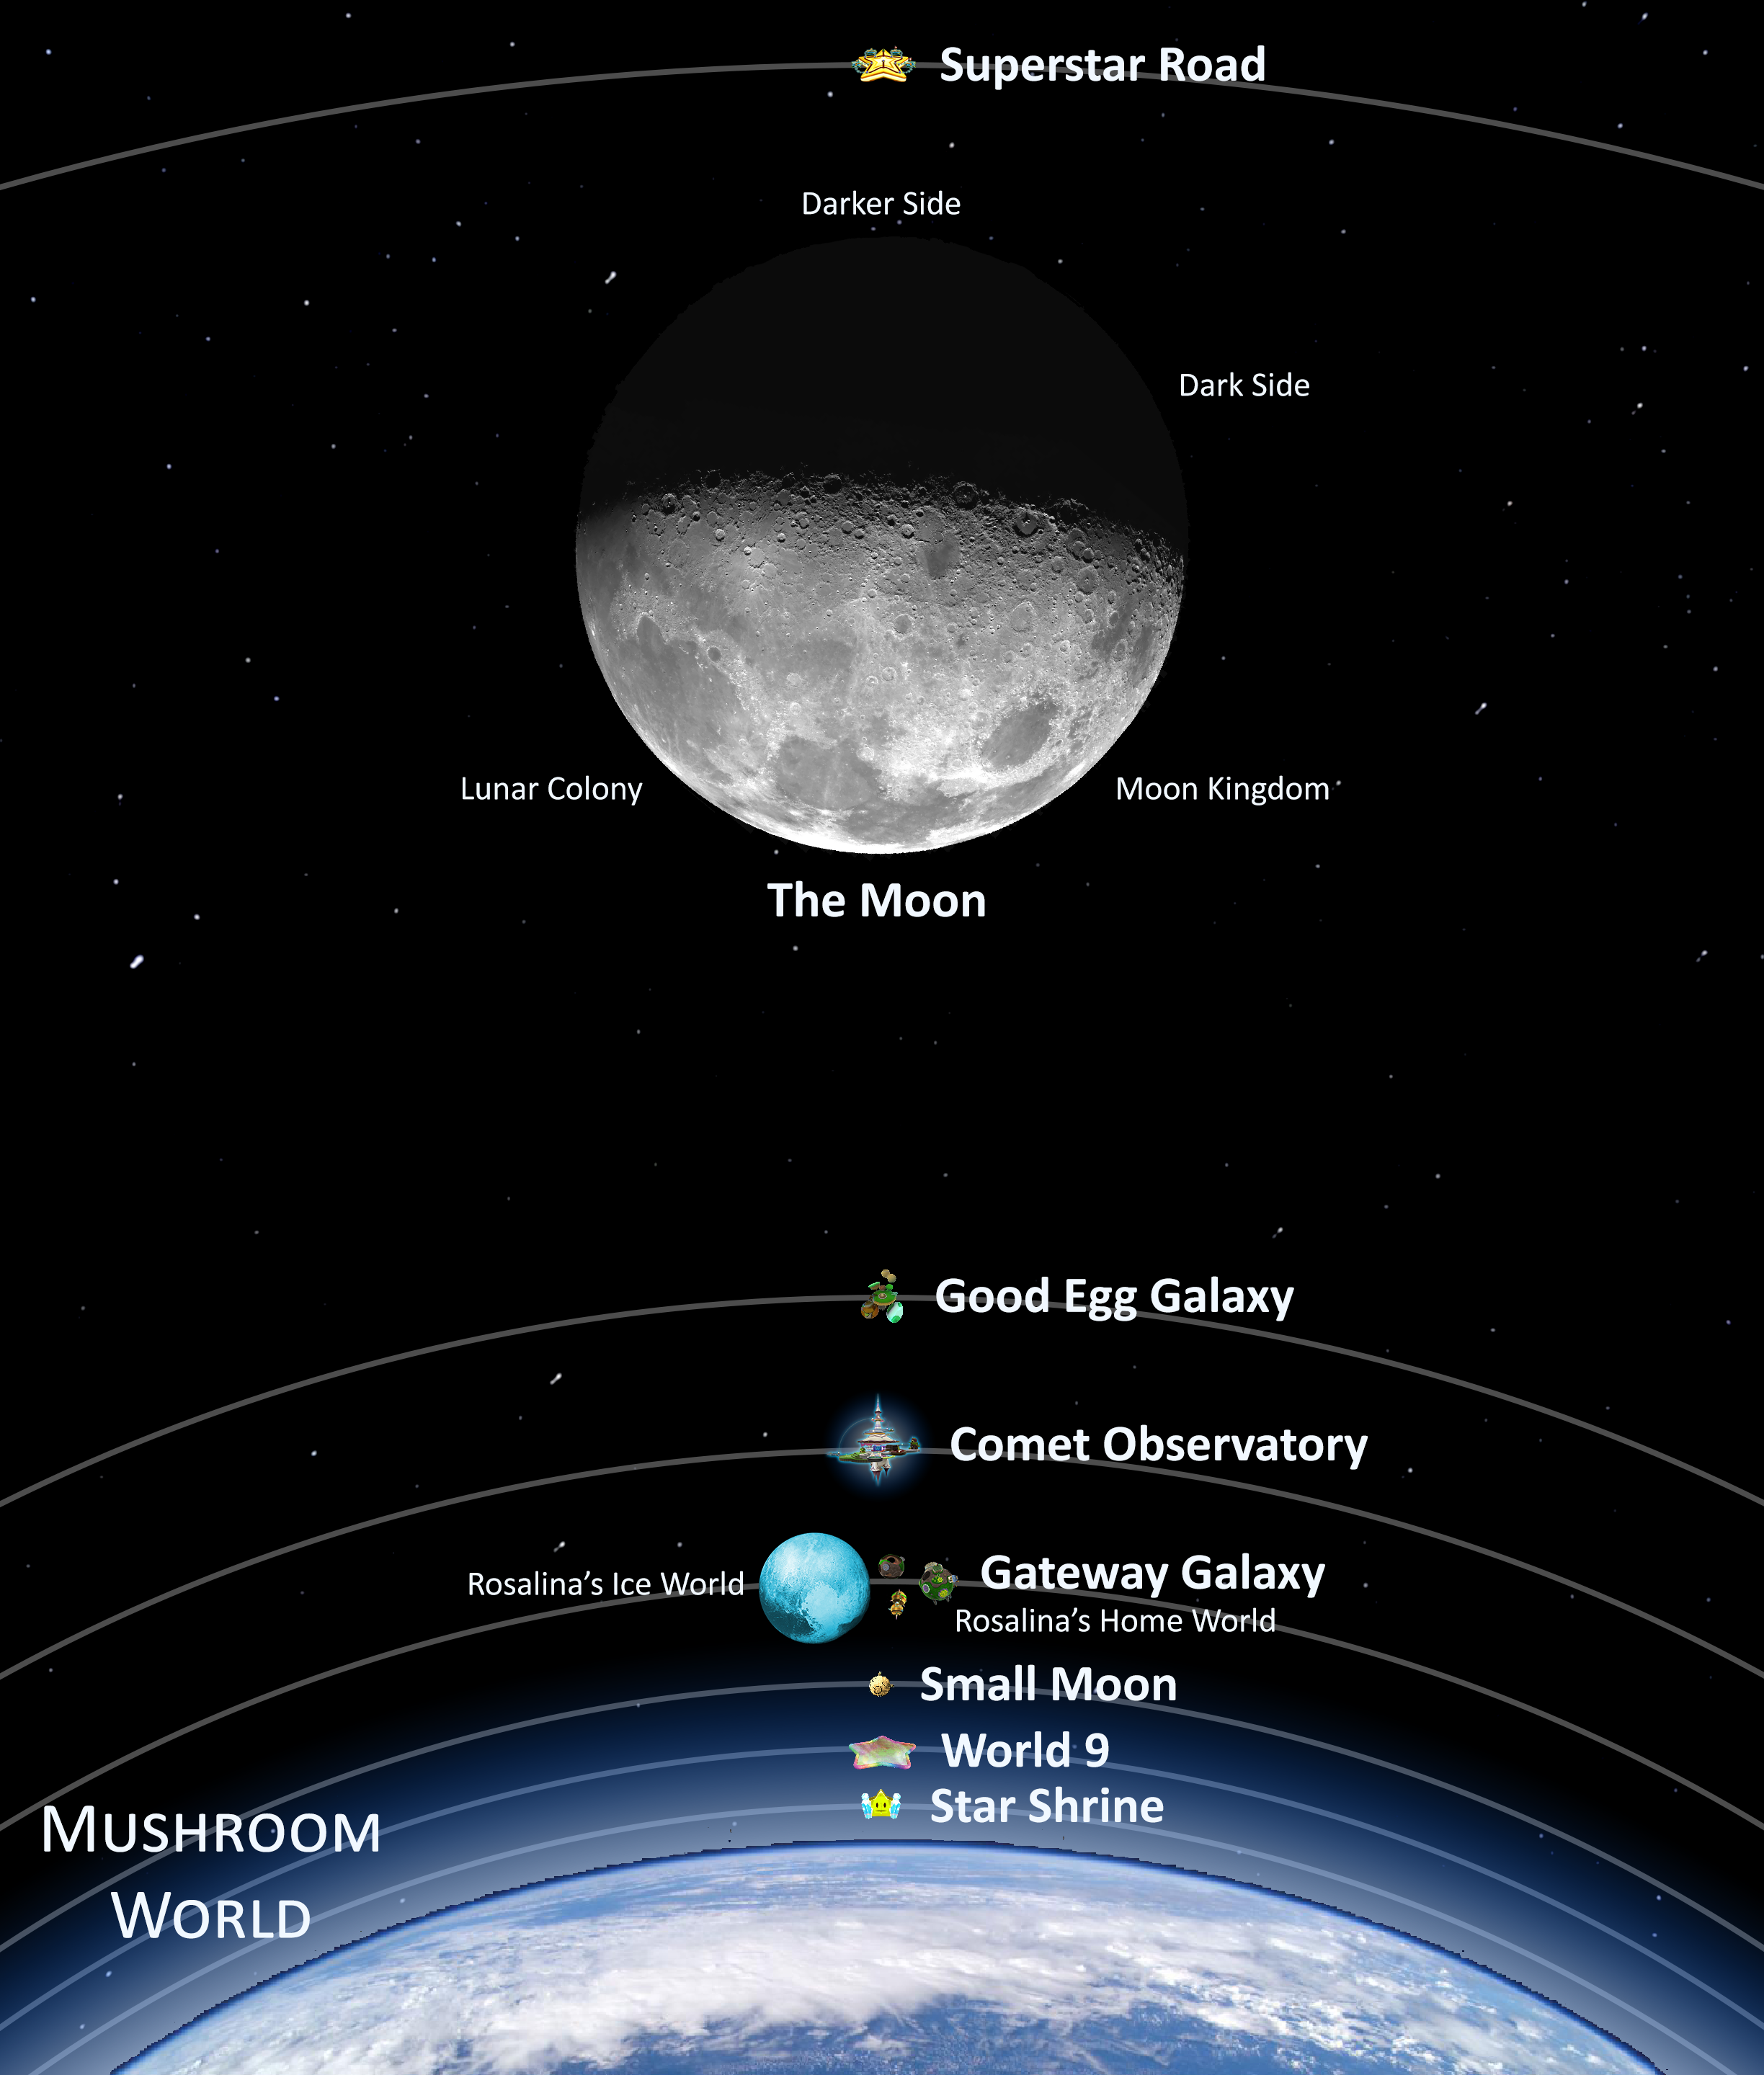 Superstar Road
Darker Side
Dark Side
Lunar Colony
Moon Kingdom
The Moon
Good Egg Galaxy
Comet Observatory
Rosalina’s Ice World
Gateway Galaxy
Rosalina’s Home World
Small Moon
World 9
Star Shrine
MUSHROOM
WORLD